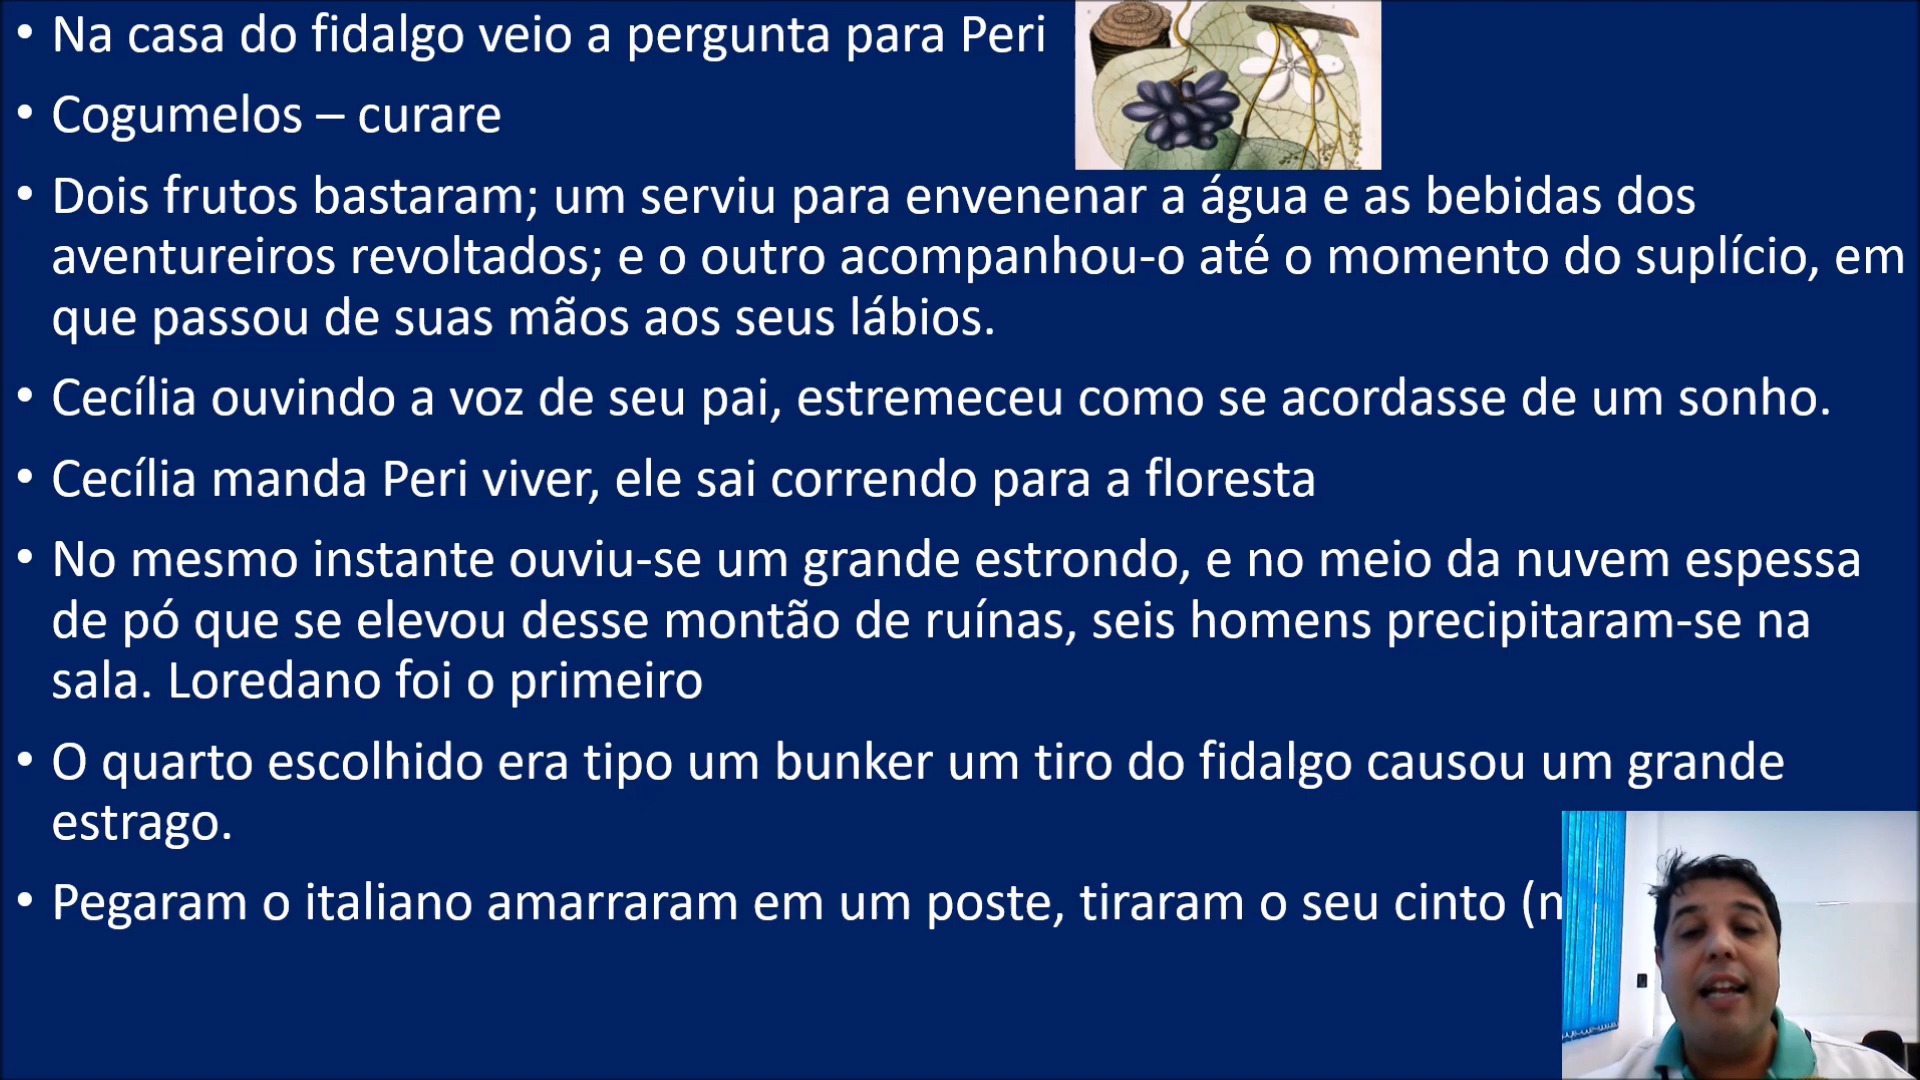 • Na casa do fidalgo veio a pergunta para Peri
• Cogumelos – curare
• Dois frutos bastaram; um serviu para envenenar a água e as bebidas dos
aventureiros revoltados; e o outro acompanhou-o até o momento do suplício, em
que passou de suas mãos aos seus lábios.
• Cecília ouvindo a voz de seu pai, estremeceu como se acordasse de um sonho.
• Cecília manda Peri viver, ele sai correndo para a floresta
• No mesmo instante ouviu-se um grande estrondo, e no meio da nuvem espessa
de pó que se elevou desse montão de ruínas, seis homens precipitaram-se na
sala. Loredano foi o primeiro
• O quarto escolhido era tipo um bunker um tiro do fidalgo causou um grande
estrago.
• Pegaram o italiano amarraram em um poste, tiraram o seu cinto (